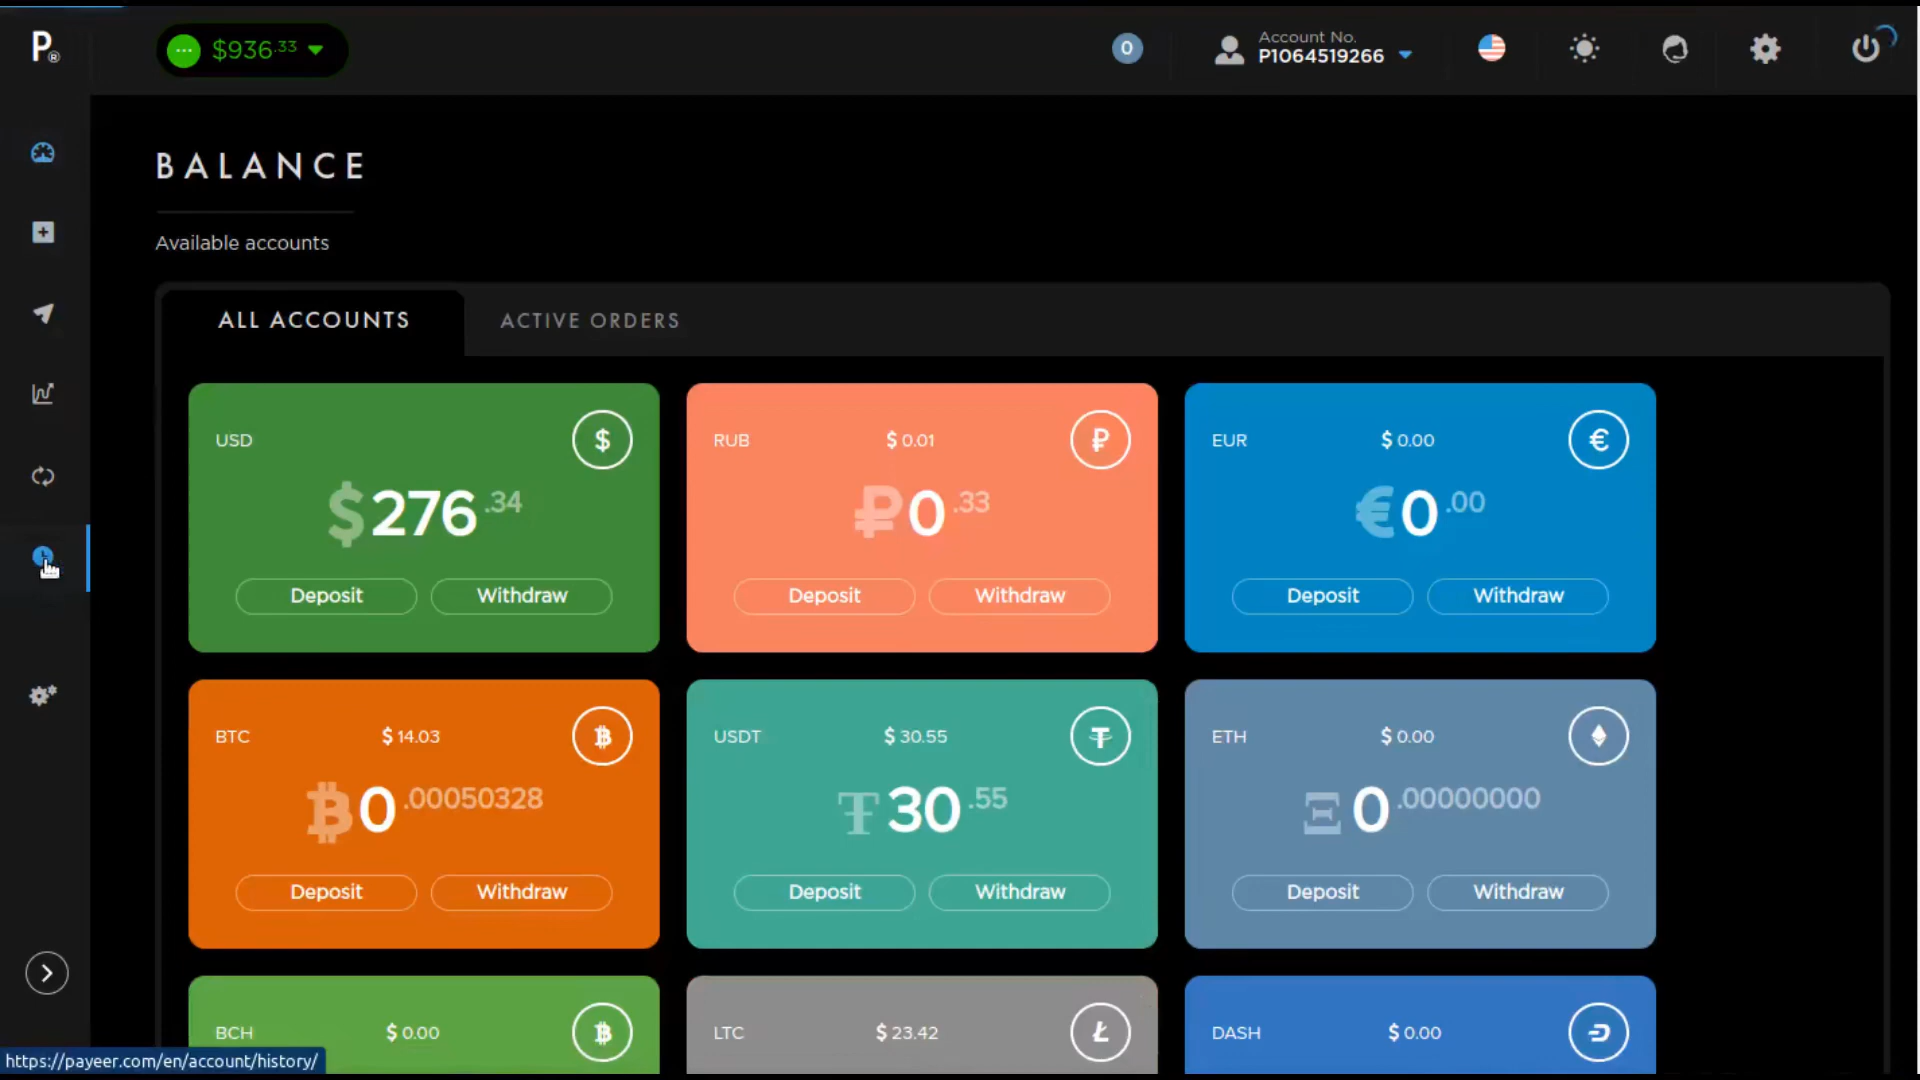 P®
$936.33
0
Account No.
P1064519266
BALANCE
Available accounts
ALL ACCOUNTS
ACTIVE ORDERS
USD
$
$276.34
Deposit
Withdraw
RUB
$ 0.01
₽
₽0.33
Deposit
Withdraw
EUR
$ 0.00
€
€0.00
Deposit
Withdraw
BTC
$ 14.03
₿
₿0.00050328
Deposit
Withdraw
USDT
$ 30.55
₮
₮30.55
Deposit
Withdraw
ETH
$ 0.00
Ξ0.00000000
Deposit
Withdraw
BCH
$ 0.00
₿
LTC
$ 23.42
Ł
DASH
$ 0.00
https://payeer.com/en/account/history/